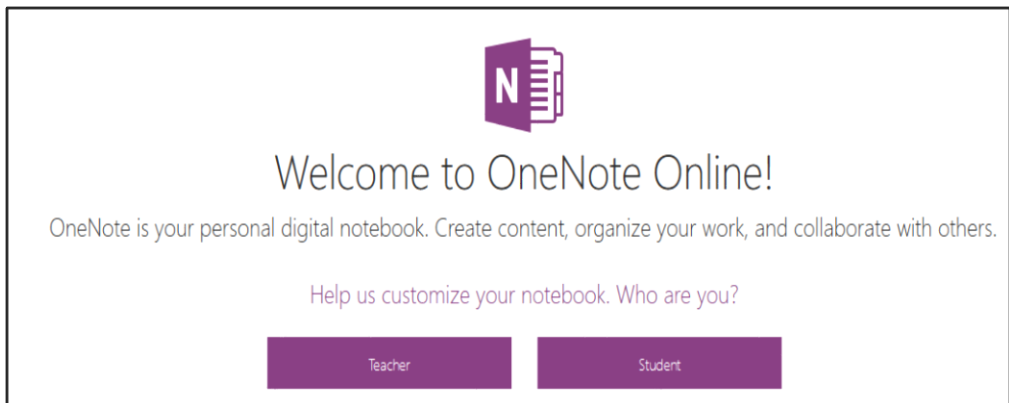 N
Welcome to OneNote Online!
OneNote is your personal digital notebook. Create content, organize your work, and collaborate with others.
Help us customize your notebook. Who are you?
Teacher
Student